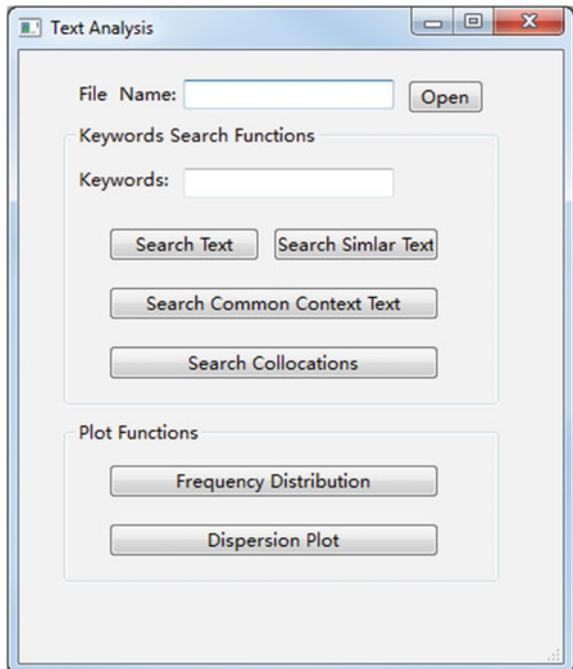 Text Analysis
File Name: Open
Keywords Search Functions
Keywords:
Search Text Search Simlar Text
Search Common Context Text
Search Collocations
Plot Functions
Frequency Distribution
Dispersion Plot